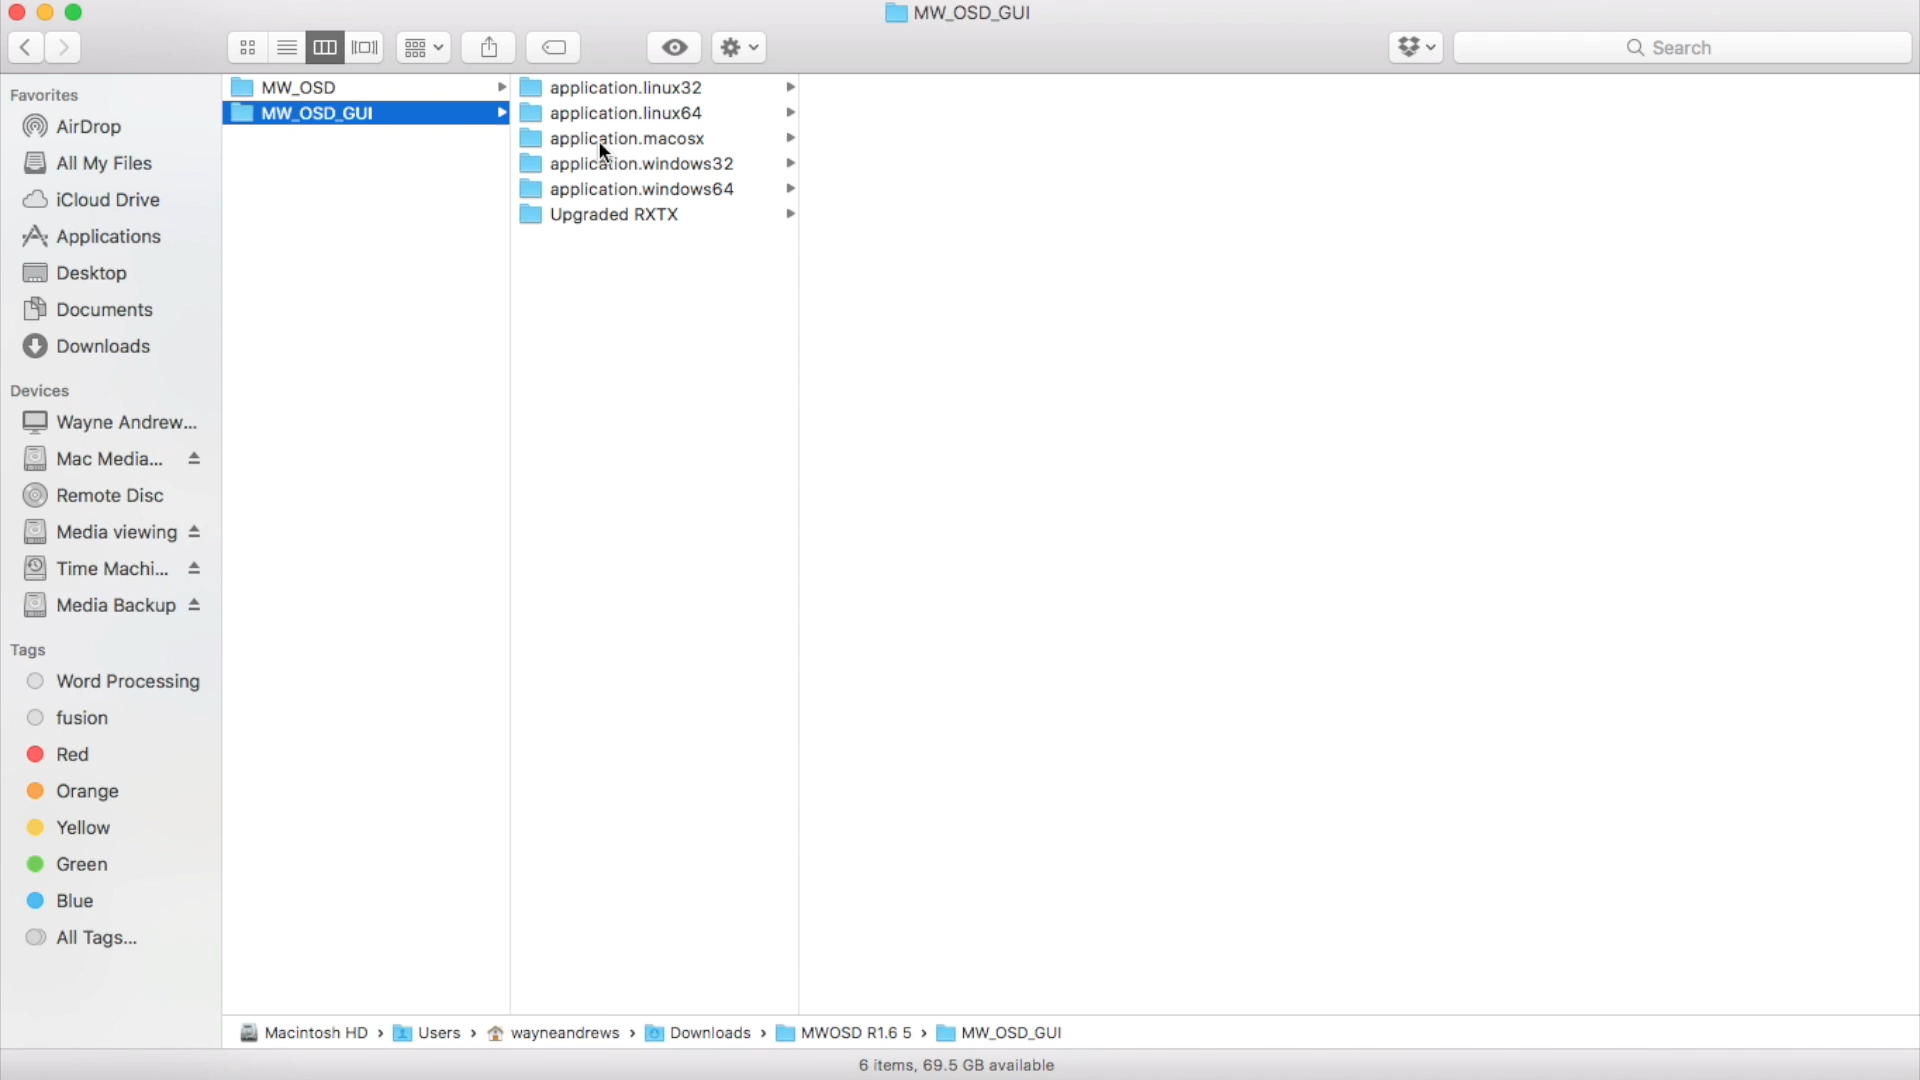 MW_OSD_GUI
Search
Favorites
AirDrop
All My Files
iCloud Drive
Applications
Desktop
Documents
Downloads
Devices
Wayne Andrew...
Mac Media...
Remote Disc
Media viewing
Time Machi...
Media Backup
Tags
Word Processing
fusion
Red
Orange
Yellow
Green
Blue
All Tags...
MW_OSD
MW_OSD_GUI
application.linux32
application.linux64
application.macosx
application.windows32
application.windows64
Upgraded RXTX
Macintosh HD › Users › wayneandrews › Downloads › MWOSD R1.6 5 › MW_OSD_GUI
6 items, 69.5 GB available